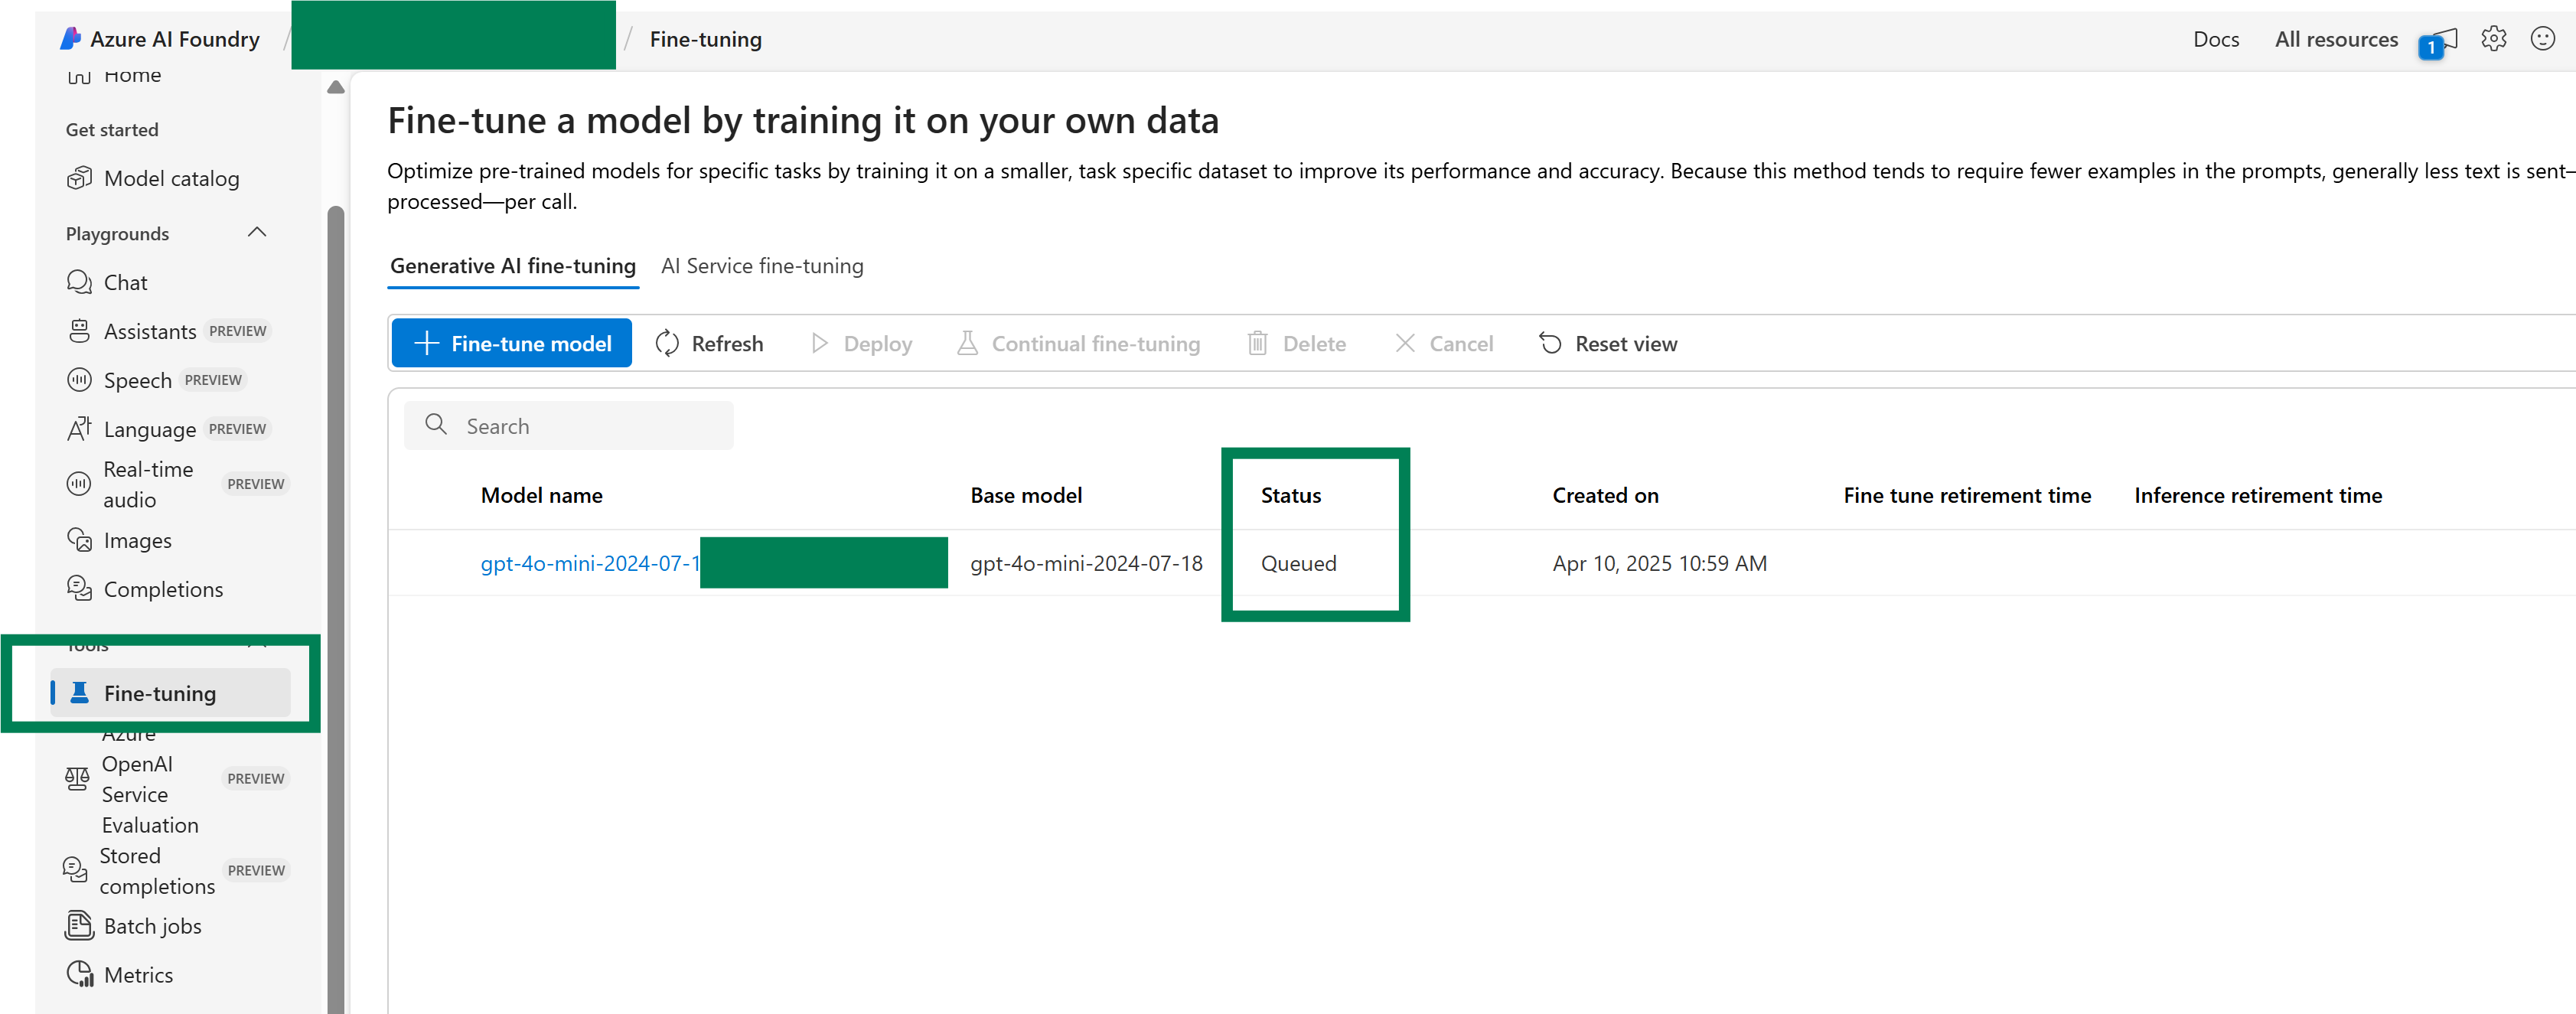 Azure AI Foundry / / Fine-tuning
Docs All resources 1
Home
Get started
Model catalog
Playgrounds
Chat
Assistants PREVIEW
Speech PREVIEW
Language PREVIEW
Real-time
audio
PREVIEW
Images
Completions
Tools
Fine-tuning
Azure
OpenAI
Service
Evaluation
PREVIEW
Stored
completions
PREVIEW
Batch jobs
Metrics
Fine-tune a model by training it on your own data
Optimize pre-trained models for specific tasks by training it on a smaller, task specific dataset to improve its performance and accuracy. Because this method tends to require fewer examples in the prompts, generally less text is sent—
processed—per call.
Generative AI fine-tuning AI Service fine-tuning
Fine-tune model Refresh Deploy Continual fine-tuning Delete Cancel Reset view
Search
Model name Base model Status Created on Fine tune retirement time Inference retirement time
gpt-4o-mini-2024-07-1 gpt-4o-mini-2024-07-18 Queued Apr 10, 2025 10:59 AM